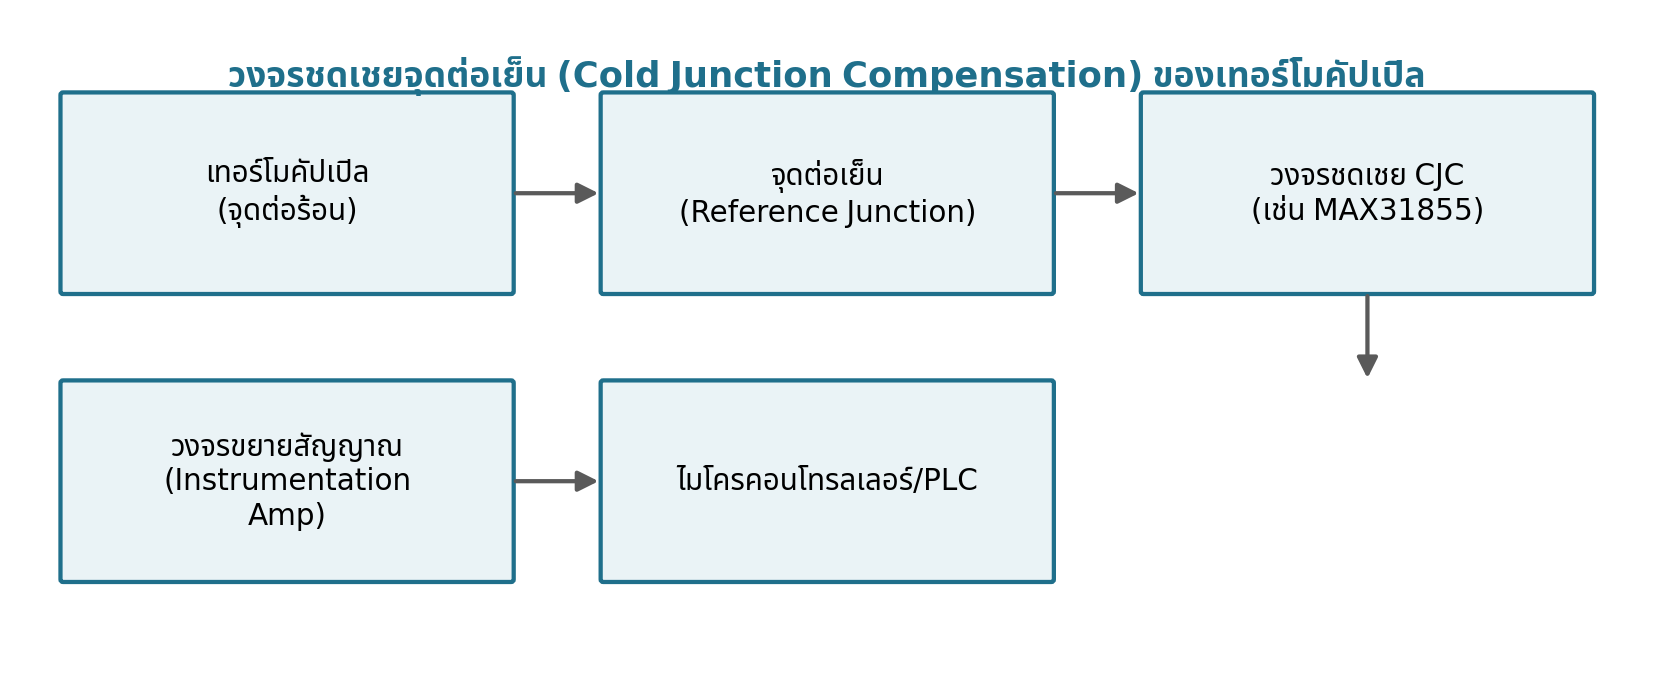 วงจรชดเชยจุดต่อเย็น (Cold Junction Compensation) ของเทอร์โมคัปเปิล
เทอร์โมคัปเปิล
(จุดต่อร้อน)
จุดต่อเย็น
(Reference Junction)
วงจรชดเชย CJC
(เช่น MAX31855)
วงจรขยายสัญญาณ
(Instrumentation
Amp)
ไมโครคอนโทรลเลอร์/PLC